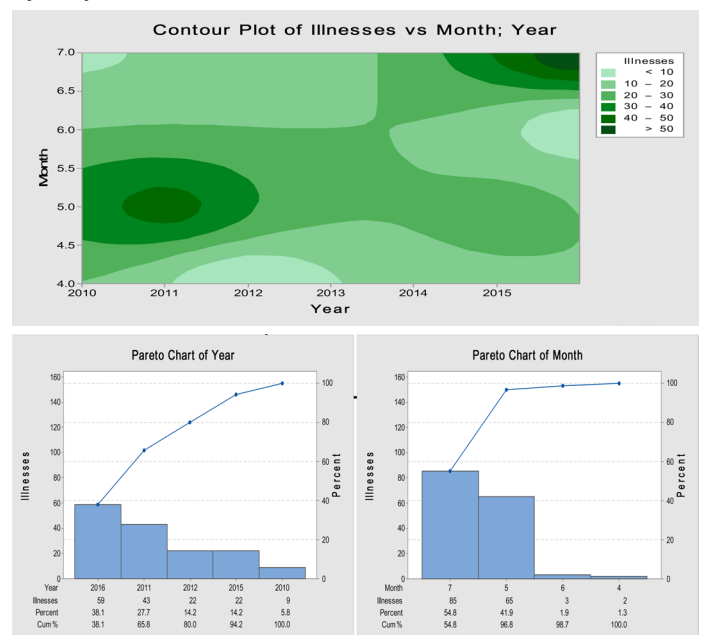 Contour Plot of Illnesses vs Month; Year
7.0
6.5
6.0
5.5
5.0
4.5
4.0
Month
2010 2011 2012 2013 2014 2015
Year
Illnesses
< 10
10 – 20
20 – 30
30 – 40
40 – 50
> 50
Pareto Chart of Year
160
140
120
100
80
60
40
20
0
Illnesses
100
80
60
40
20
0
Percent
Year 2016 2011 2012 2015 2010
Illnesses 59 43 22 22 9
Percent 38.1 27.7 14.2 14.2 5.8
Cum % 38.1 65.8 80.0 94.2 100.0
Pareto Chart of Month
160
140
120
100
80
60
40
20
0
Illnesses
100
80
60
40
20
0
Percent
Month 7 5 6 4
Illnesses 85 65 3 2
Percent 54.8 41.9 1.9 1.3
Cum % 54.8 96.8 98.7 100.0